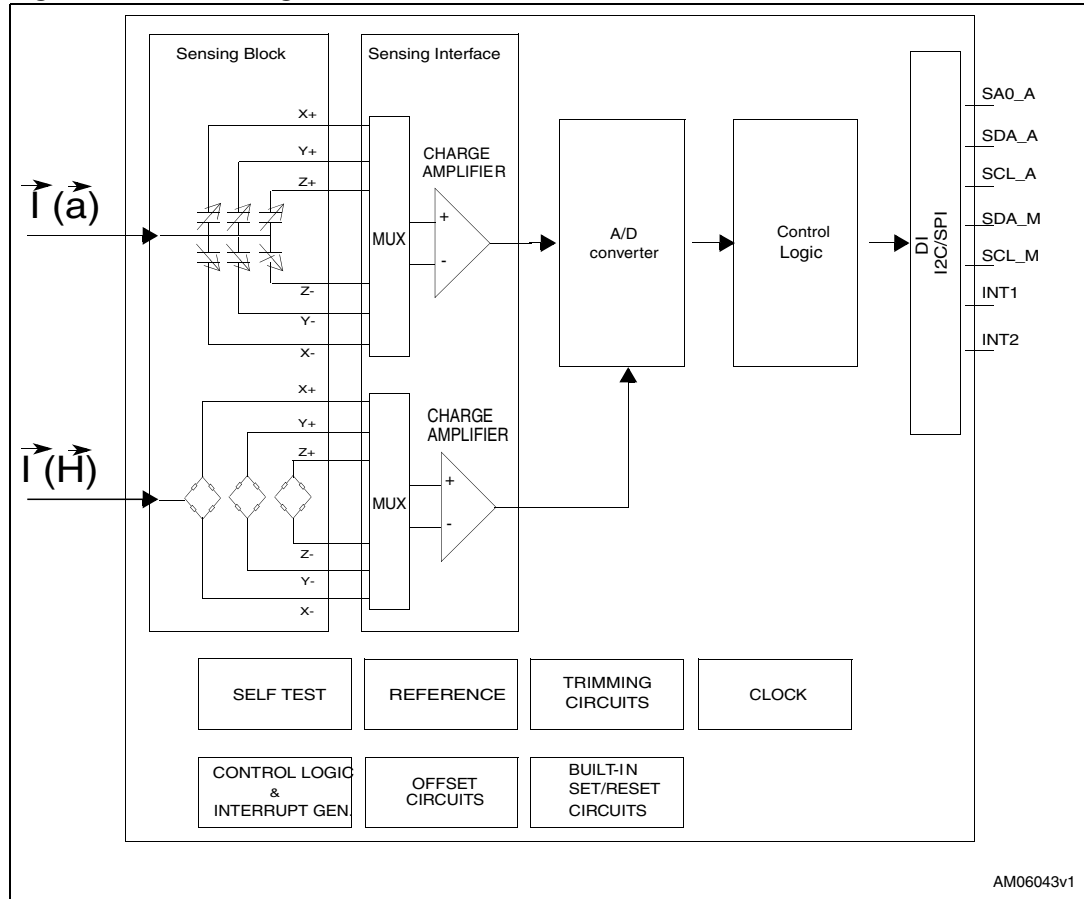 Sensing Block
Sensing Interface
X+
Y+
Z+
CHARGE
AMPLIFIER
I (a)
+
-
MUX
A/D
converter
Control
Logic
DI
I2C/SPI
Z-
Y-
X-
SA0_A
SDA_A
SCL_A
SDA_M
SCL_M
INT1
INT2
X+
Y+
Z+
CHARGE
AMPLIFIER
I (H)
+
-
MUX
Z-
Y-
X-
SELF TEST
REFERENCE
TRIMMING
CIRCUITS
CLOCK
CONTROL LOGIC
&
INTERRUPT GEN.
OFFSET
CIRCUITS
BUILT-IN
SET/RESET
CIRCUITS
AM06043v1